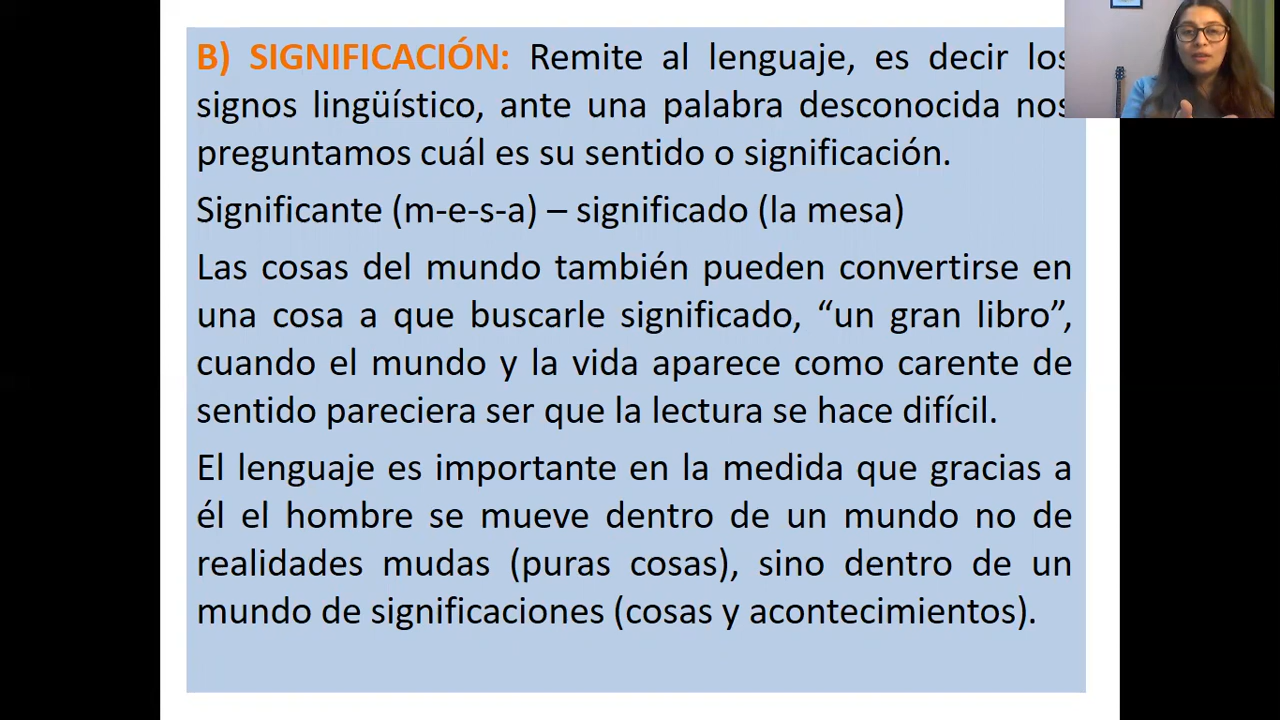 B) SIGNIFICACIÓN: Remite al lenguaje, es decir los
signos lingüístico, ante una palabra desconocida nos
preguntamos cuál es su sentido o significación.
Significante (m-e-s-a) – significado (la mesa)
Las cosas del mundo también pueden convertirse en
una cosa a que buscarle significado, “un gran libro”,
cuando el mundo y la vida aparece como carente de
sentido pareciera ser que la lectura se hace difícil.
El lenguaje es importante en la medida que gracias a
él el hombre se mueve dentro de un mundo no de
realidades mudas (puras cosas), sino dentro de un
mundo de significaciones (cosas y acontecimientos).